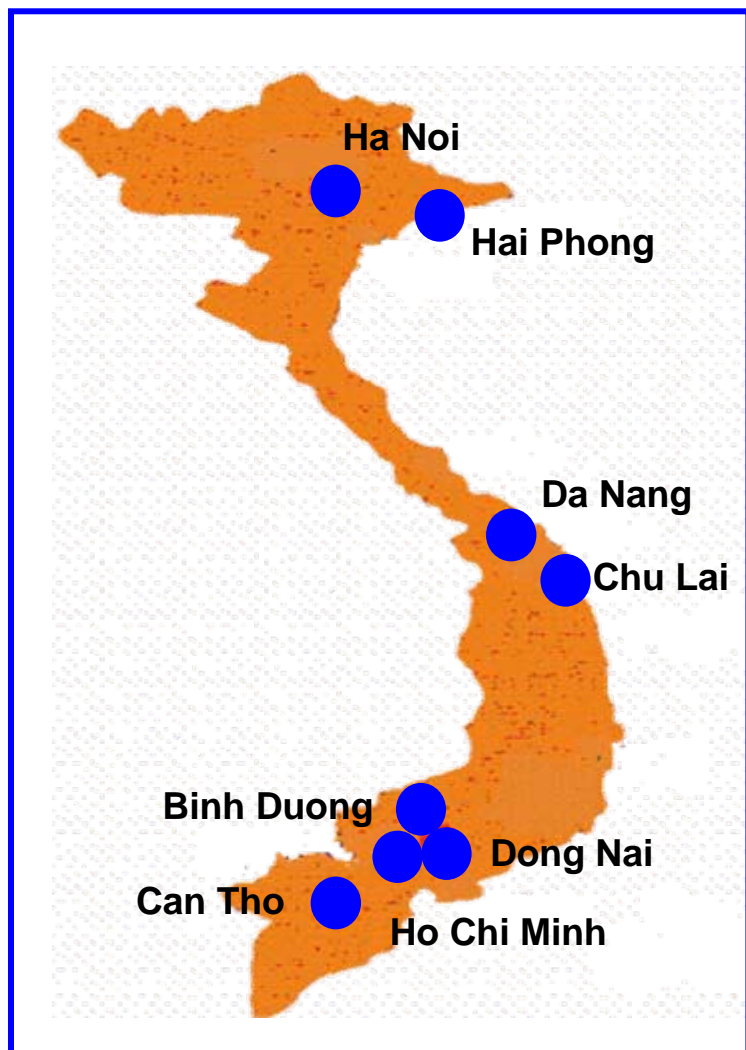 Ha Noi
Hai Phong
Da Nang
Chu Lai
Binh Duong
Dong Nai
Can Tho
Ho Chi Minh